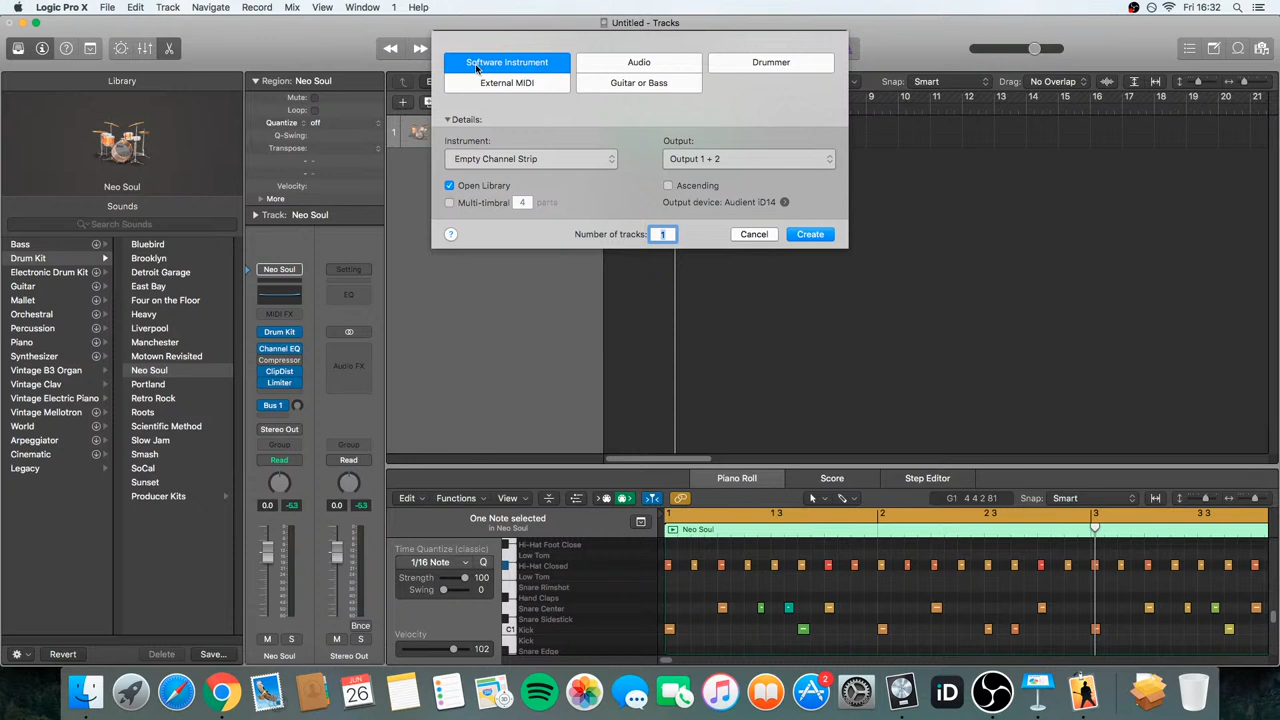 Logic Pro X File Edit Track Navigate Record Mix View Window 1 Help Fri 16:32
Untitled - Tracks
Software Instrument Audio Drummer
External MIDI Guitar or Bass
Details:
Instrument: Output:
Empty Channel Strip Output 1 + 2
Open Library Ascending
Multi-timbral 4 parts Output device: Audient iD14
? Number of tracks: 1 Cancel Create
Library
Neo Soul
Sounds
Search Sounds
Bass
Drum Kit
Electronic Drum Kit
Guitar
Mallet
Orchestral
Percussion
Piano
Synthesizer
Vintage B3 Organ
Vintage Clav
Vintage Electric Piano
Vintage Mellotron
World
Arpeggiator
Cinematic
Legacy
Bluebird
Brooklyn
Detroit Garage
East Bay
Four on the Floor
Heavy
Liverpool
Manchester
Motown Revisited
Neo Soul
Portland
Retro Rock
Roots
Scientific Method
Slow Jam
Smash
SoCal
Sunset
Producer Kits
Revert Delete Save...
Region: Neo Soul
Mute:
Loop:
Quantize off
Q-Swing:
Transpose:
Velocity:
More
Track: Neo Soul
Neo Soul Setting
EQ
MIDI FX
Drum Kit
Channel EQ
Compressor
ClipDist
Limiter
Audio FX
Bus 1
Stereo Out
Group Group
Read Read
0.0 -5.3 0.0 -5.3
Bnce
M S M S
Neo Soul Stereo Out
Snap: Smart Drag: No Overlap
9 10 11 12 13 14 15 16 17 18 19 20 21
1
Piano Roll Score Step Editor
Edit Functions View G1 4 4 2 81 Snap: Smart
One Note selected
in Neo Soul
Time Quantize (classic)
1/16 Note Q
Strength 100
Swing 0
Velocity 102
1 1 3 2 2 3 3 3 3
Neo Soul
Hi-Hat Foot Close
Low Tom
Hi-Hat Closed
Low Tom
Snare Rimshot
Hand Claps
Snare Center
Snare Sidestick
C1 Kick
Kick
Snare Edge
JUN
26
2
iD